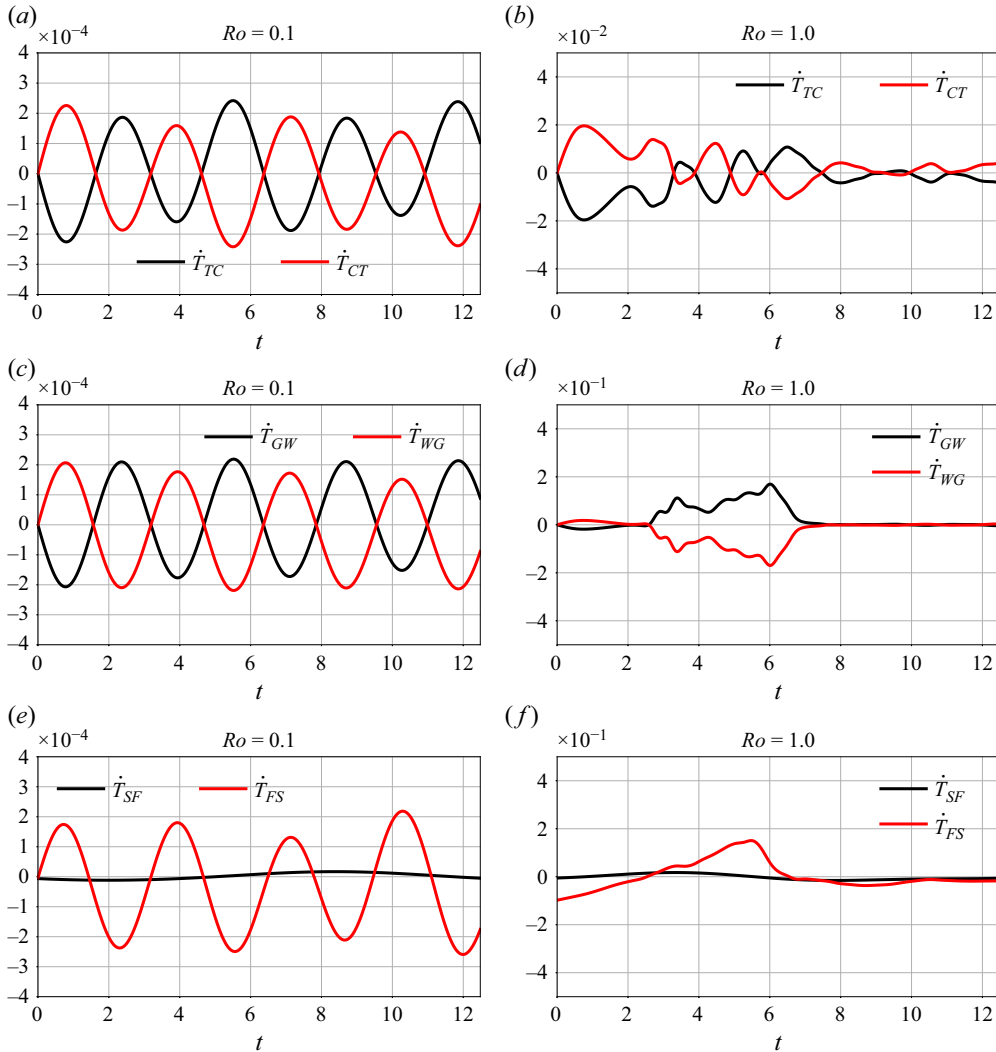 (a) (b)
×10⁻⁴ Ro = 0.1 ×10⁻² Ro = 1.0
4
3
2
1
0
−1
−2
−3
−4
Ṫ_TC Ṫ_CT
0 2 4 6 8 10 12
t
4
2
0
−2
−4
Ṫ_TC Ṫ_CT
0 2 4 6 8 10 12
t
(c) (d)
×10⁻⁴ Ro = 0.1 ×10⁻¹ Ro = 1.0
4
3
2
1
0
−1
−2
−3
−4
Ṫ_GW Ṫ_WG
0 2 4 6 8 10 12
t
4
2
0
−2
−4
Ṫ_GW
Ṫ_WG
0 2 4 6 8 10 12
t
(e) (f)
×10⁻⁴ Ro = 0.1 ×10⁻¹ Ro = 1.0
4
3
2
1
0
−1
−2
−3
−4
Ṫ_SF Ṫ_FS
0 2 4 6 8 10 12
t
4
2
0
−2
−4
Ṫ_SF
Ṫ_FS
0 2 4 6 8 10 12
t